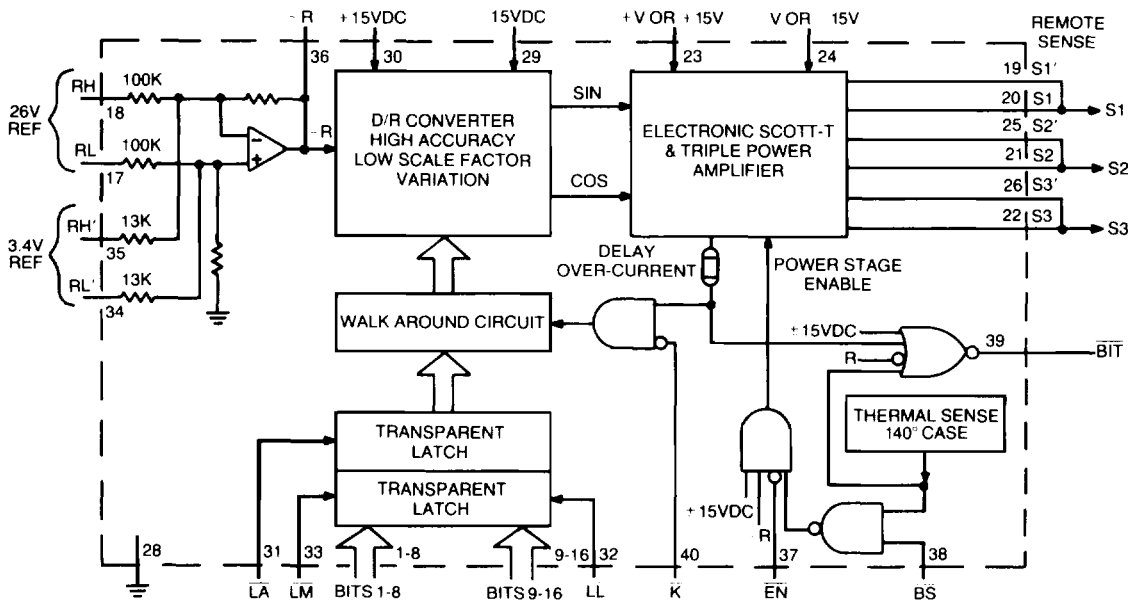 - R
+15VDC
15VDC
+V OR +15V
V OR 15V
REMOTE
SENSE
36
30
29
23
24
26V
REF
RH
18
100K
RL
17
100K
3.4V
REF
RH'
35
13K
RL'
34
13K
-
+
-R
D/R CONVERTER
HIGH ACCURACY
LOW SCALE FACTOR
VARIATION
SIN
COS
ELECTRONIC SCOTT-T
& TRIPLE POWER
AMPLIFIER
19 S1'
20 S1
S1
25 S2'
21 S2
S2
26 S3'
22 S3
S3
DELAY
OVER-CURRENT
POWER STAGE
ENABLE
WALK AROUND CIRCUIT
+15VDC
R
39
BIT
THERMAL SENSE
140° CASE
TRANSPARENT
LATCH
TRANSPARENT
LATCH
+15VDC
R
28
31
33
1-8
9-16
32
40
37
38
LA
LM
BITS 1-8
BITS 9-16
LL
K
EN
BS